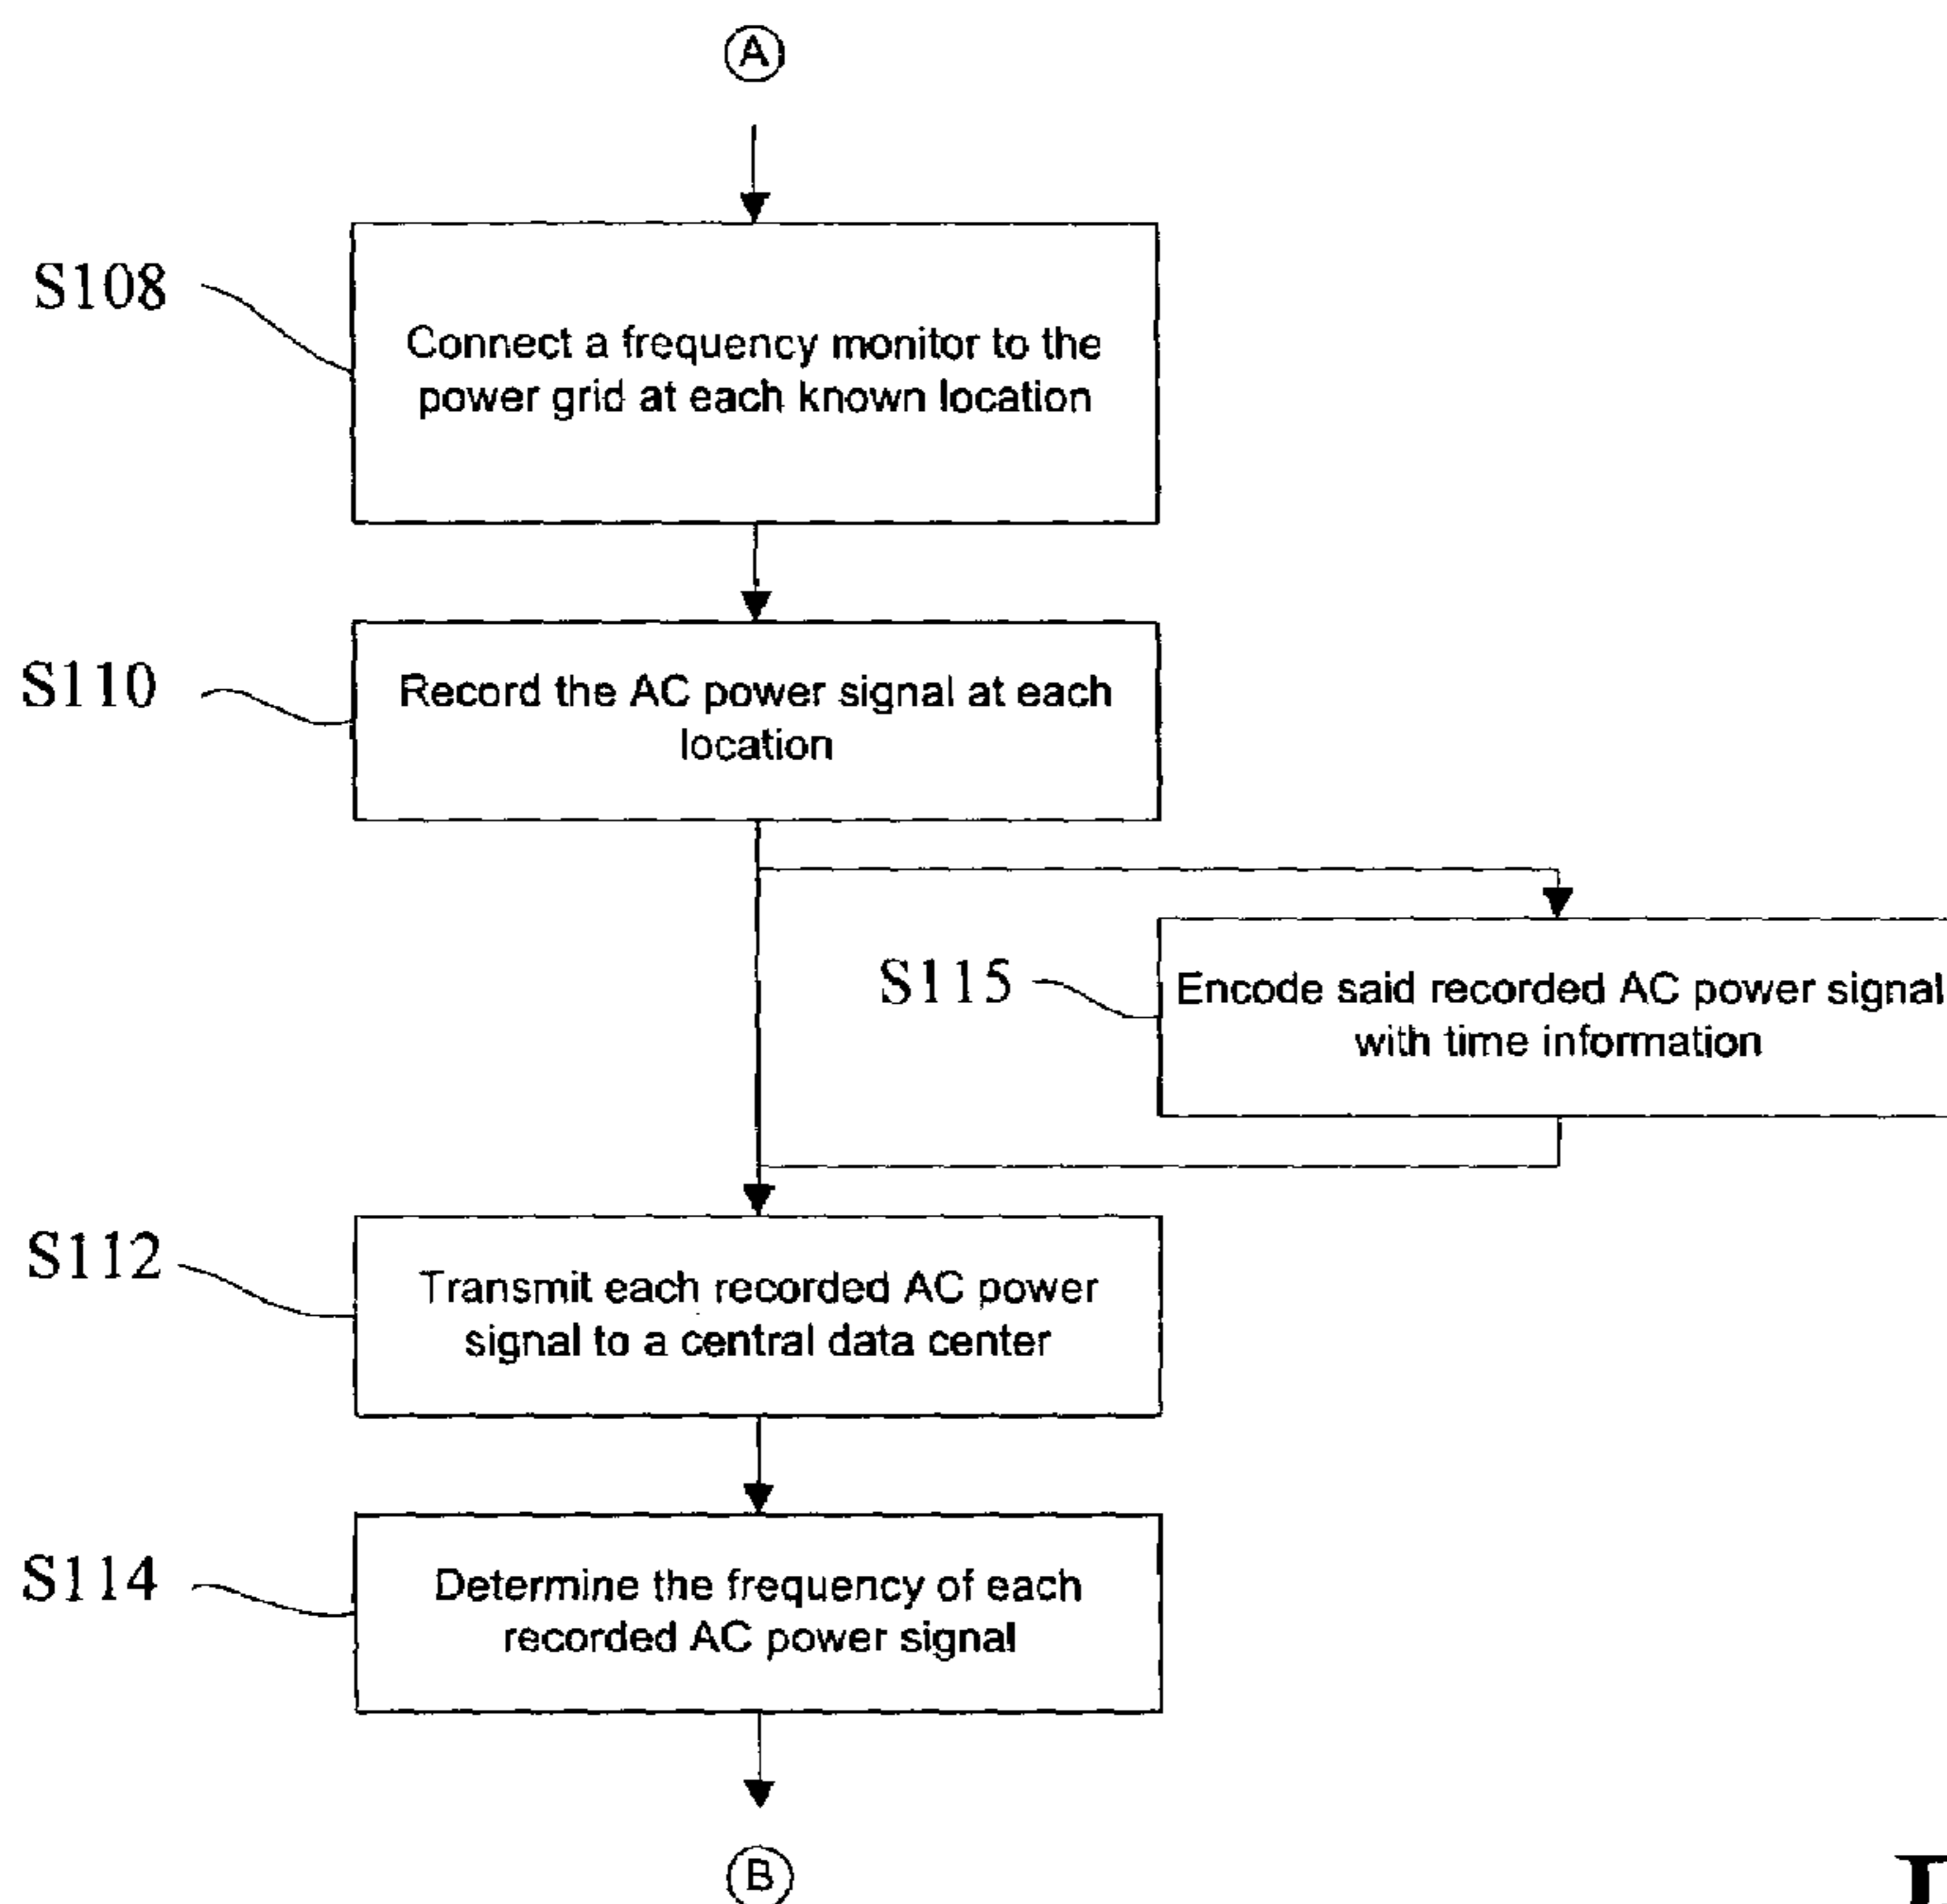 A
S108
Connect a frequency monitor to the
power grid at each known location
S110
Record the AC power signal at each
location
S115
Encode said recorded AC power signal
with time information
S112
Transmit each recorded AC power
signal to a central data center
S114
Determine the frequency of each
recorded AC power signal
B